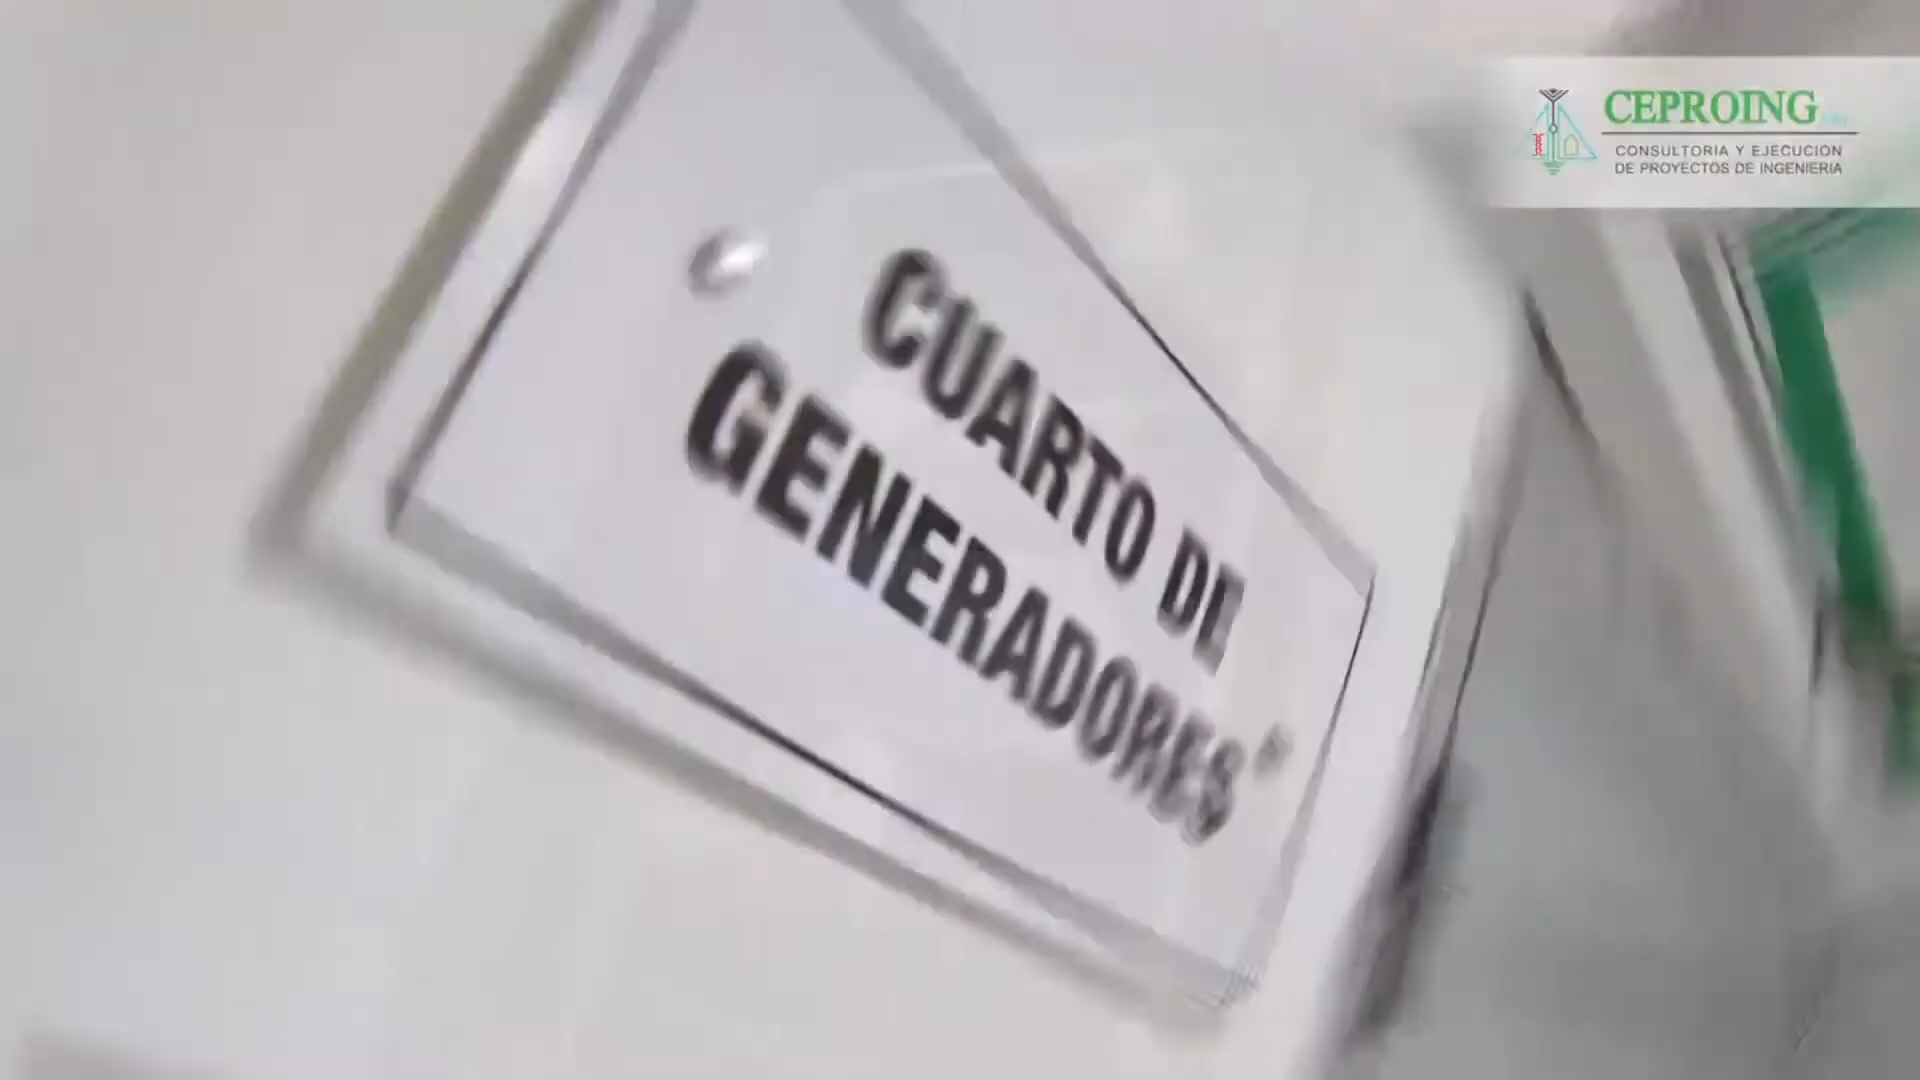 CUARTO DE
GENERADORES
CEPROING
CONSULTORIA Y EJECUCION
DE PROYECTOS DE INGENIERIA